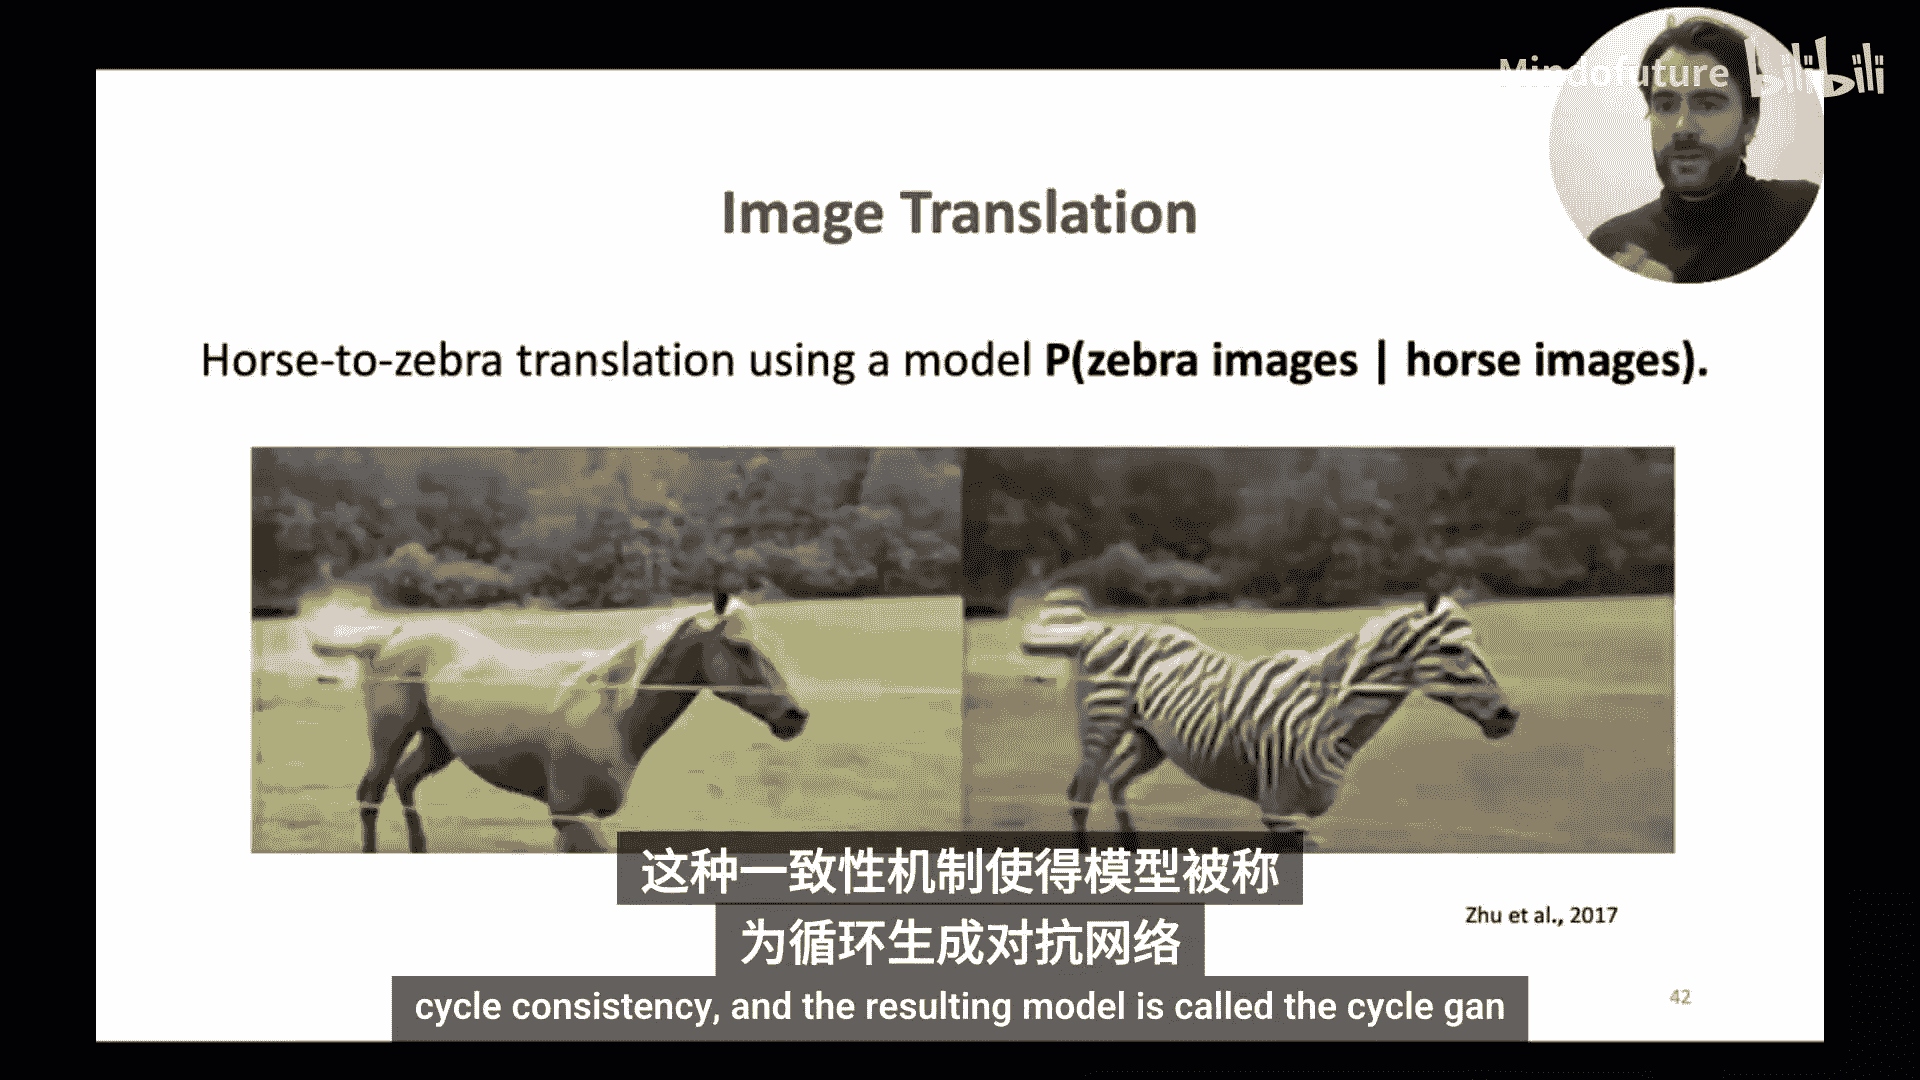 Mindofuture bilibili
Image Translation
Horse-to-zebra translation using a model P(zebra images | horse images).
这种一致性机制使得模型被称
为循环生成对抗网络
Zhu et al., 2017
cycle consistency, and the resulting model is called the cycle gan
42